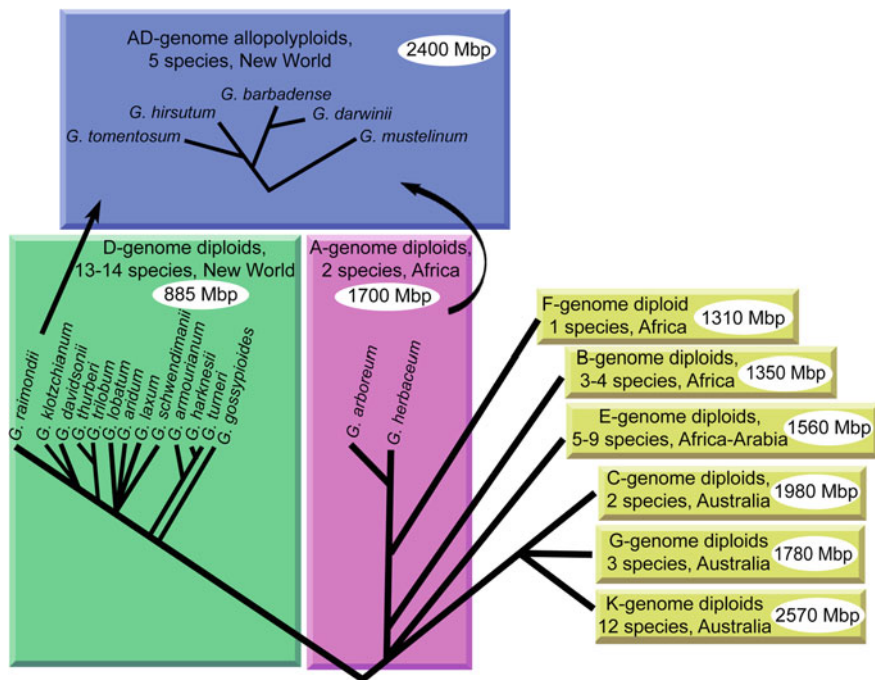 AD-genome allopolyploids,
5 species, New World
2400 Mbp
G. barbadense
G. hirsutum
G. darwinii
G. tomentosum
G. mustelinum
D-genome diploids,
13-14 species, New World
885 Mbp
G. raimondii
G. klotzchianum
G. davidsonii
G. thurberi
G. trilobum
G. lobatum
G. aridum
G. laxum
G. schwendimanii
G. armourianum
G. harknesii
G. turneri
G. gossypioides
A-genome diploids,
2 species, Africa
1700 Mbp
G. arboreum
G. herbaceum
F-genome diploid
1 species, Africa
1310 Mbp
B-genome diploids,
3-4 species, Africa
1350 Mbp
E-genome diploids,
5-9 species, Africa-Arabia
1560 Mbp
C-genome diploids,
2 species, Australia
1980 Mbp
G-genome diploids
3 species, Australia
1780 Mbp
K-genome diploids
12 species, Australia
2570 Mbp